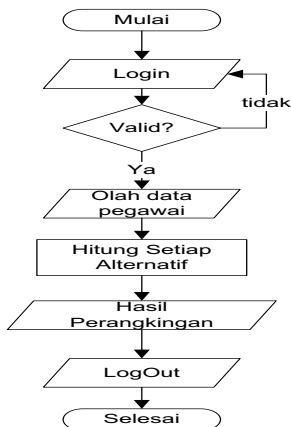 Mulai
Login
tidak
Valid?
Ya
Olah data
pegawai
Hitung Setiap
Alternatif
Hasil
Perangkingan
LogOut
Selesai